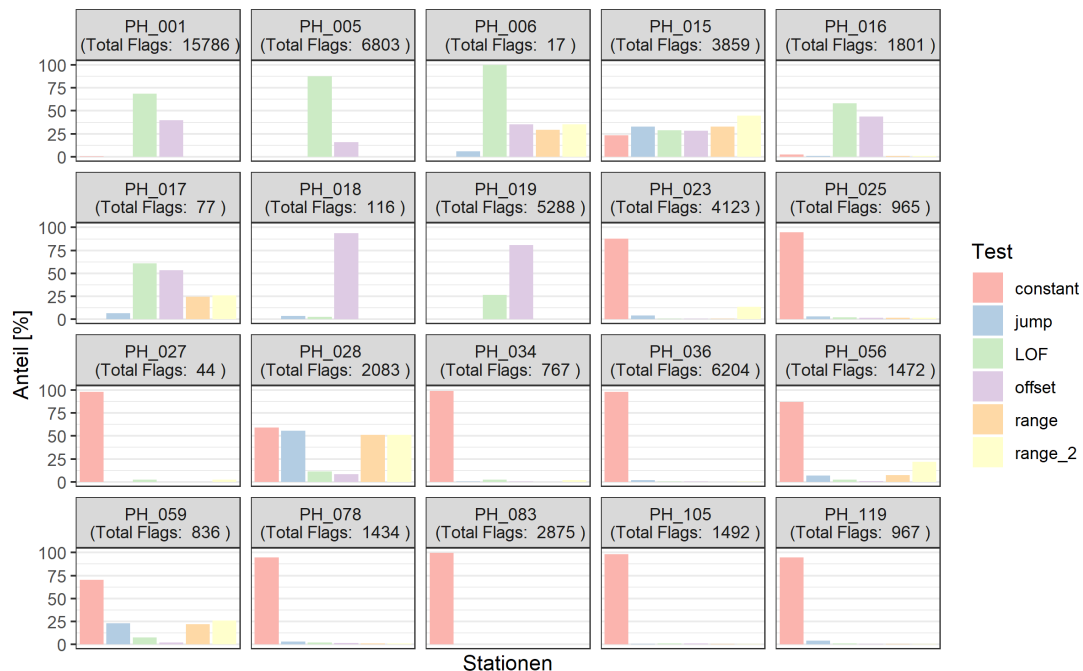 PH_001
(Total Flags: 15786 )
PH_005
(Total Flags: 6803 )
PH_006
(Total Flags: 17 )
PH_015
(Total Flags: 3859 )
PH_016
(Total Flags: 1801 )
100
75
50
25
0
PH_017
(Total Flags: 77 )
PH_018
(Total Flags: 116 )
PH_019
(Total Flags: 5288 )
PH_023
(Total Flags: 4123 )
PH_025
(Total Flags: 965 )
100
75
50
25
0
PH_027
(Total Flags: 44 )
PH_028
(Total Flags: 2083 )
PH_034
(Total Flags: 767 )
PH_036
(Total Flags: 6204 )
PH_056
(Total Flags: 1472 )
100
75
50
25
0
PH_059
(Total Flags: 836 )
PH_078
(Total Flags: 1434 )
PH_083
(Total Flags: 2875 )
PH_105
(Total Flags: 1492 )
PH_119
(Total Flags: 967 )
100
75
50
25
0
Anteil [%]
Stationen
Test
constant
jump
LOF
offset
range
range_2